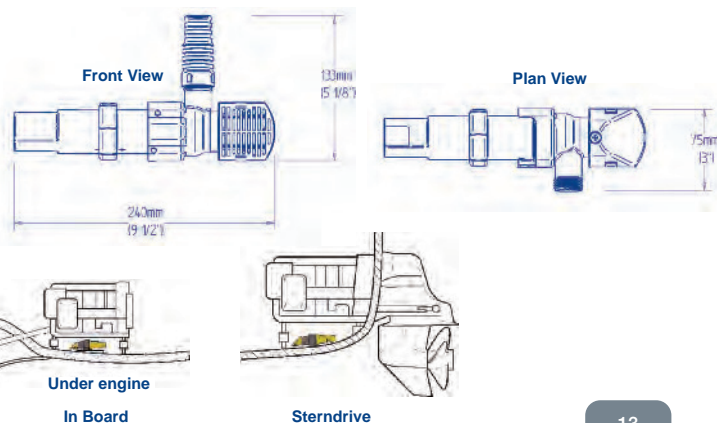 Front View
133mm
(5 1/8")
Plan View
75mm
(3")
240mm
(9 1/2")
Under engine
In Board
Sterndrive
13